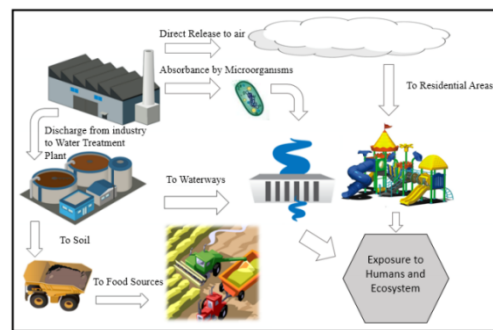 Direct Release to air
Absorbance by Microorganisms
To Residential Areas
Discharge from industry
to Water Treatment
Plant
To Waterways
To Soil
To Food Sources
Exposure to
Humans and
Ecosystem